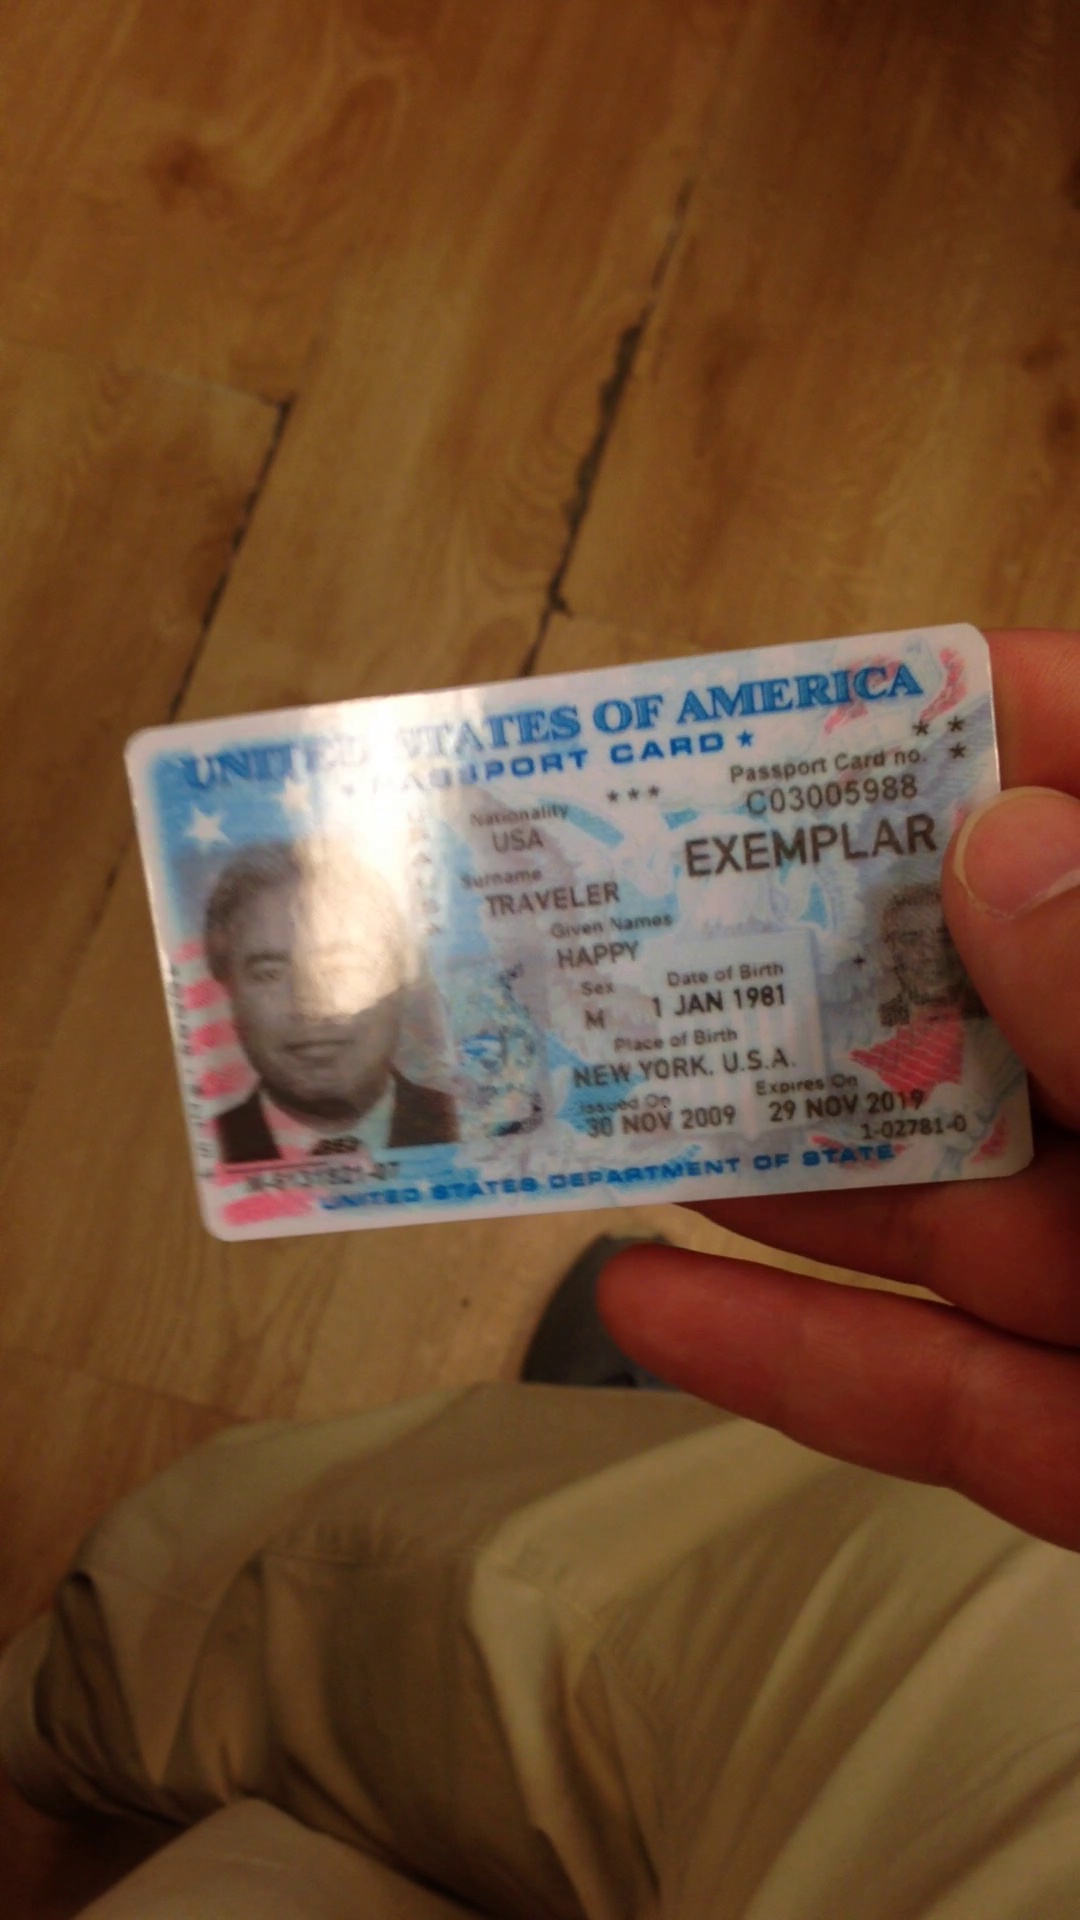 UNITED STATES OF AMERICA
★ PASSPORT CARD ★
Nationality
USA
Passport Card no.
C03005988
EXEMPLAR
Surname
TRAVELER
Given Names
HAPPY
Sex
M
Date of Birth
1 JAN 1981
Place of Birth
NEW YORK, U.S.A.
Issued On
30 NOV 2009
Expires On
29 NOV 2019
1-02781-0
UNITED STATES DEPARTMENT OF STATE